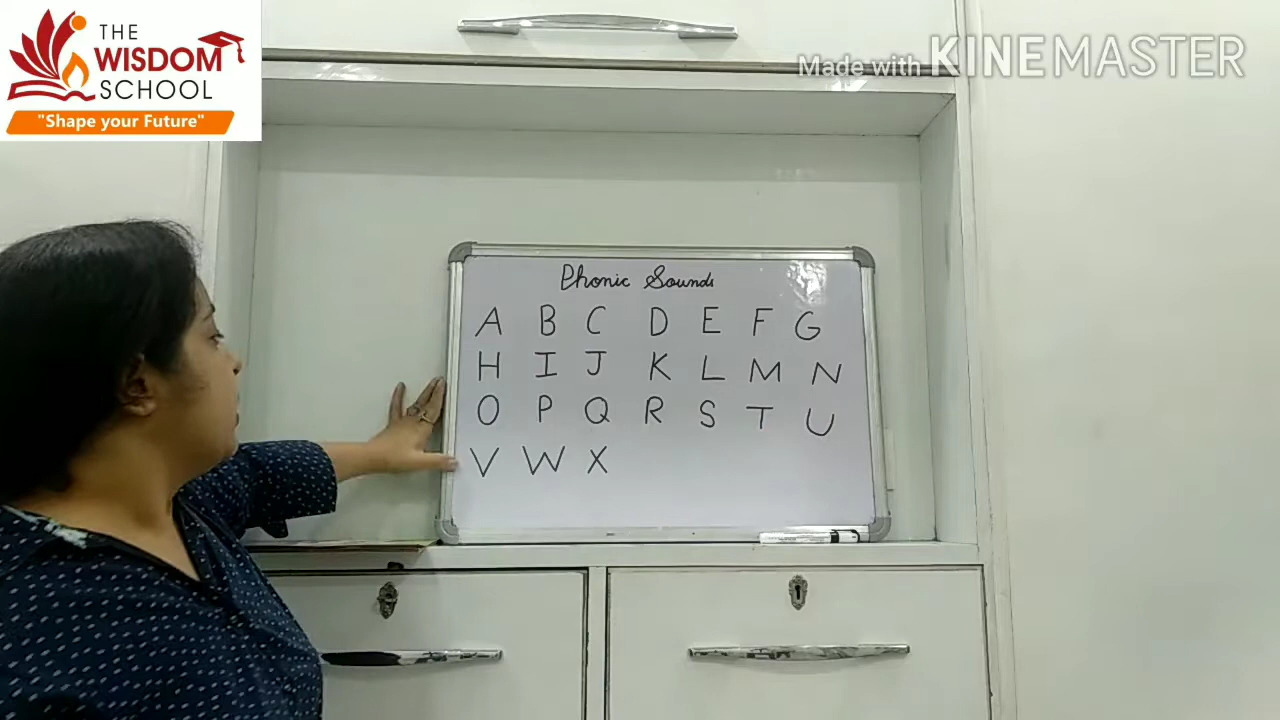 THE
WISDOM
SCHOOL
"Shape your Future"
Made with KINEMASTER
Phonic Sounds
A B C D E F G
H I J K L M N
O P Q R S T U
V W X